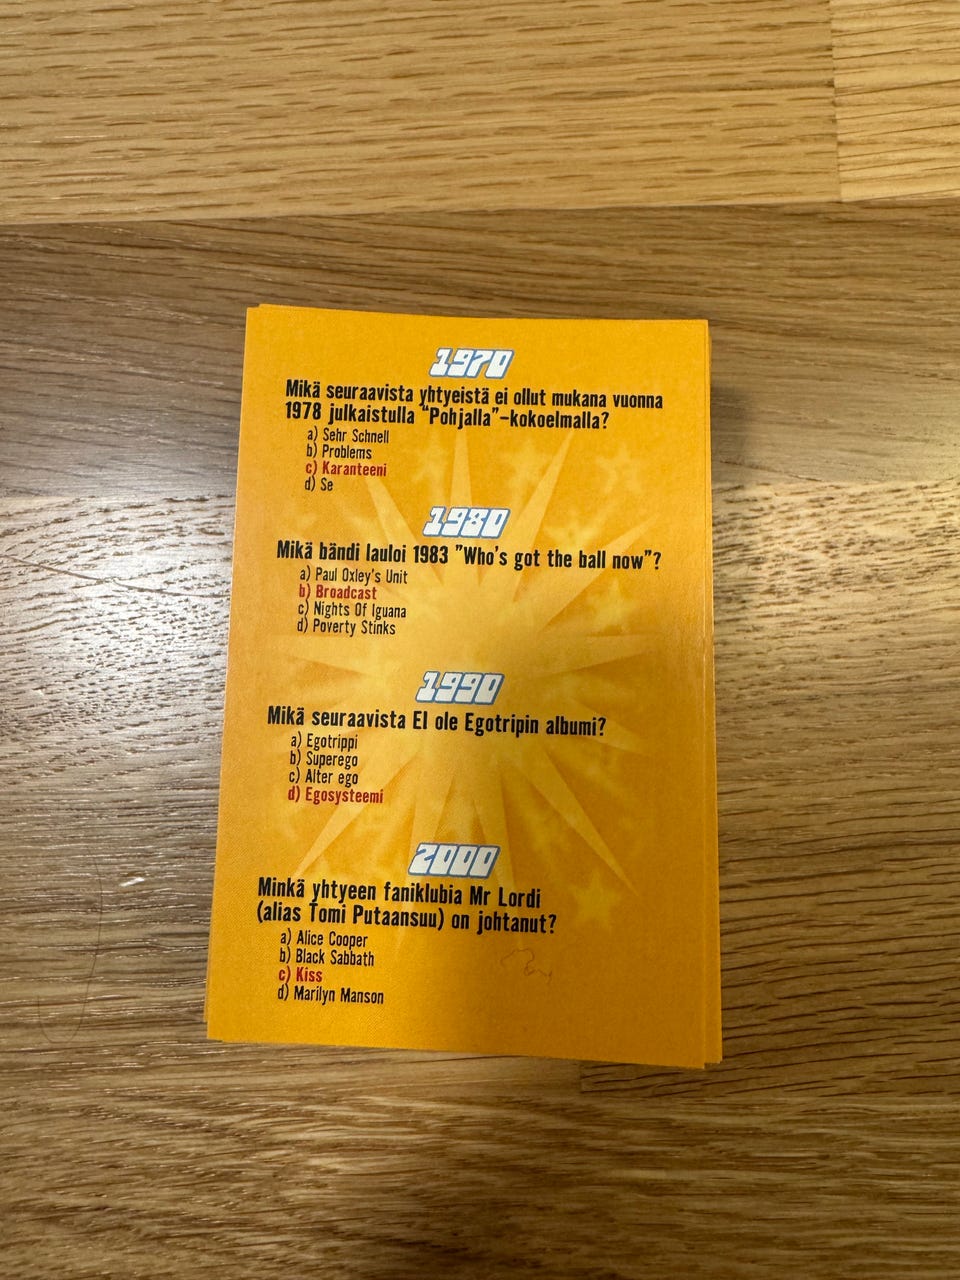 1970
Mikä seuraavista yhtyeistä ei ollut mukana vuonna
1978 julkaistulla "Pohjalla"-kokoelmalla?
a) Sehr Schnell
b) Problems
c) Karanteeni
d) Se
1980
Mikä bändi lauloi 1983 "Who's got the ball now"?
a) Paul Oxley's Unit
b) Broadcast
c) Nights Of Iguana
d) Poverty Stinks
1990
Mikä seuraavista EI ole Egotripin albumi?
a) Egotrippi
b) Superego
c) Alter ego
d) Egosysteemi
2000
Minkä yhtyeen faniklubia Mr Lordi
(alias Tomi Putaansuu) on johtanut?
a) Alice Cooper
b) Black Sabbath
c) Kiss
d) Marilyn Manson